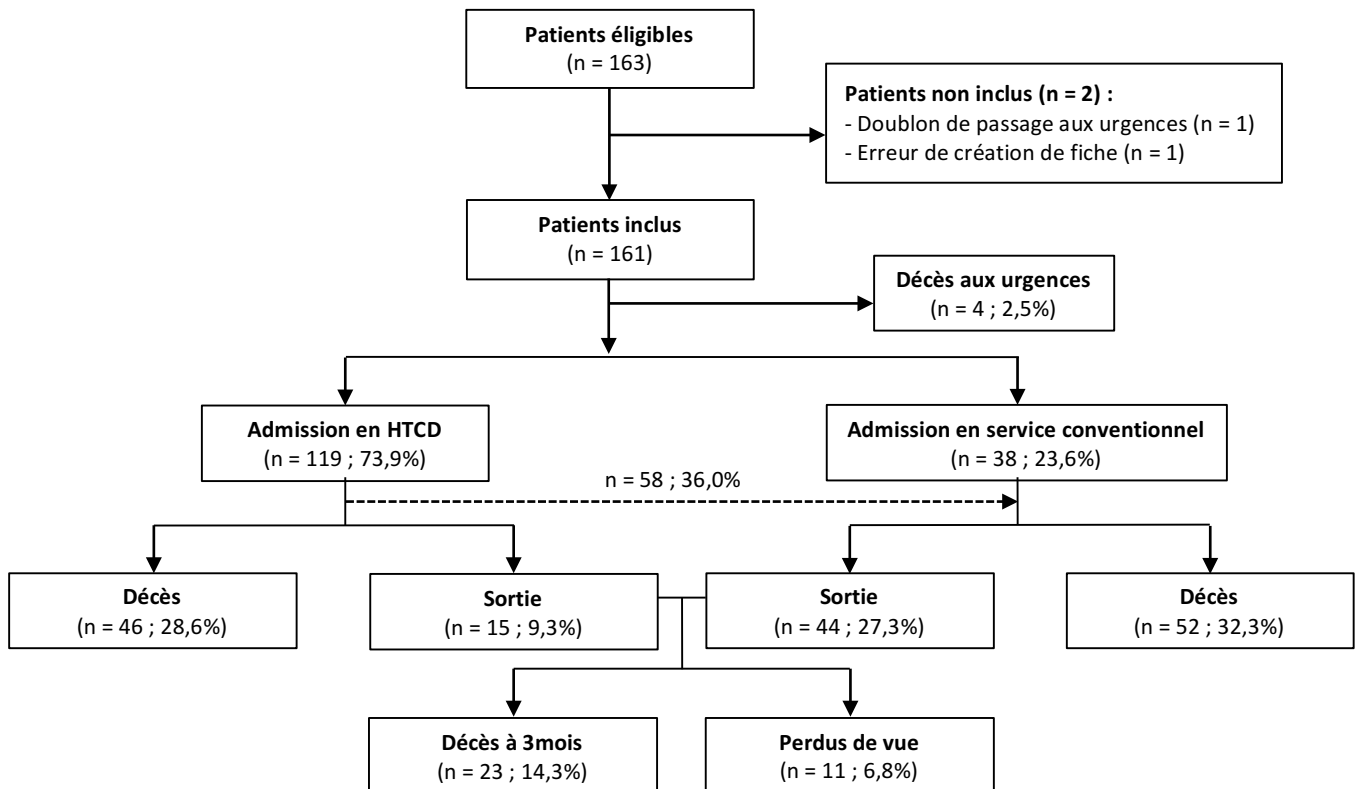 Patients éligibles
(n = 163)
Patients non inclus (n = 2) :
- Doublon de passage aux urgences (n = 1)
- Erreur de création de fiche (n = 1)
Patients inclus
(n = 161)
Décès aux urgences
(n = 4 ; 2,5%)
Admission en HTCD
(n = 119 ; 73,9%)
Admission en service conventionnel
(n = 38 ; 23,6%)
n = 58 ; 36,0%
Décès
(n = 46 ; 28,6%)
Sortie
(n = 15 ; 9,3%)
Sortie
(n = 44 ; 27,3%)
Décès
(n = 52 ; 32,3%)
Décès à 3mois
(n = 23 ; 14,3%)
Perdus de vue
(n = 11 ; 6,8%)